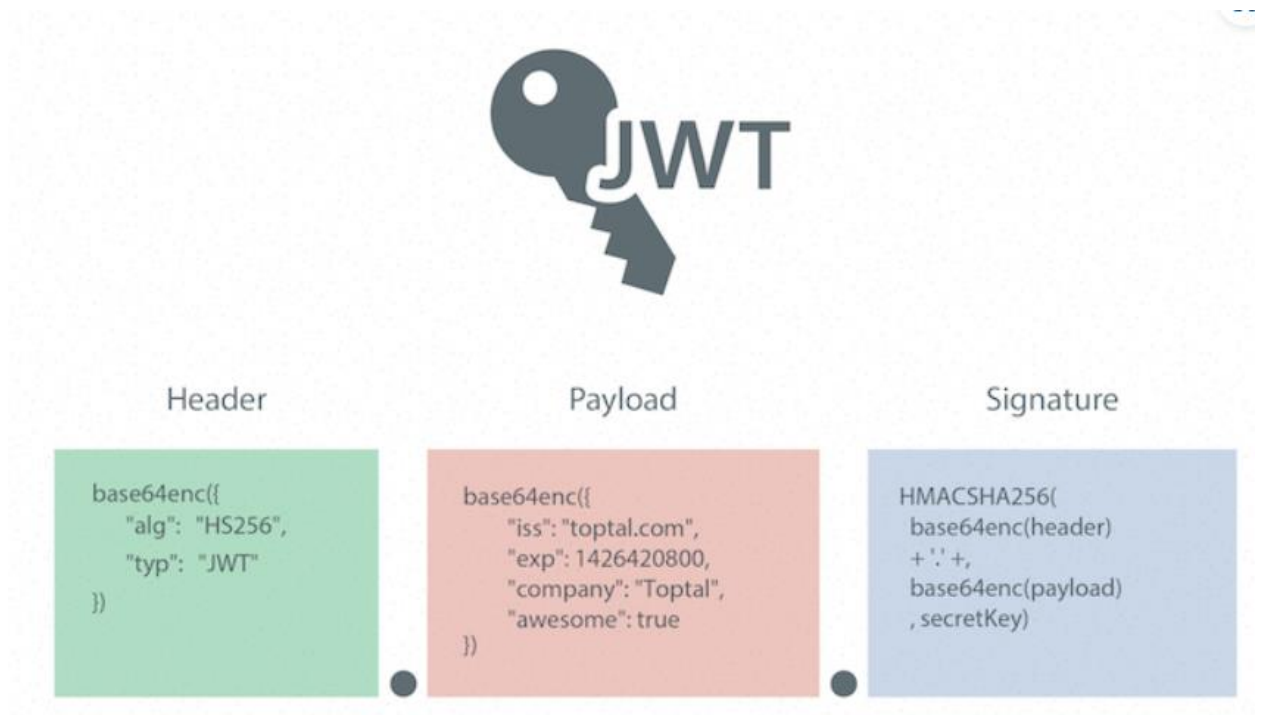 JWT
Header
base64enc({
"alg": "HS256",
"typ": "JWT"
})
Payload
base64enc({
"iss": "toptal.com",
"exp": 1426420800,
"company": "Toptal",
"awesome": true
})
Signature
HMACSHA256(
base64enc(header)
+ '.' +,
base64enc(payload)
, secretKey)